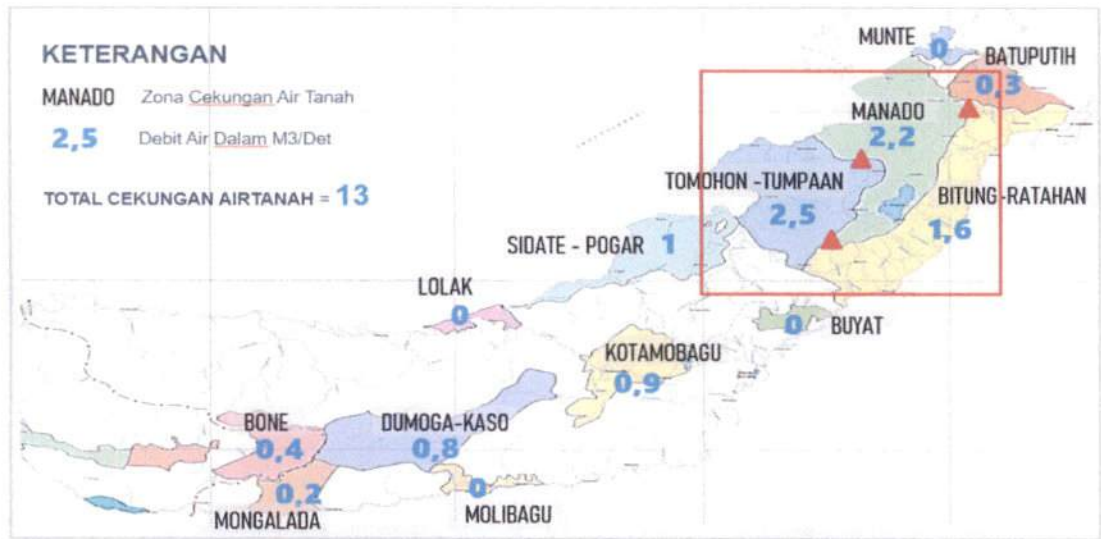 KETERANGAN
MANADO Zona Cekungan Air Tanah
2,5 Debit Air Dalam M3/Det
TOTAL CEKUNGAN AIRTANAH = 13
MUNTE
0
BATUPUTIH
0,3
MANADO
2,2
TOMOHON -TUMPAAN
2,5
BITUNG-RATAHAN
1,6
SIDATE - POGAR
1
LOLAK
0
BUYAT
0
KOTAMOBAGU
0,9
BONE
0,4
DUMOGA-KASO
0,8
MONGALADA
0,2
MOLIBAGU
0